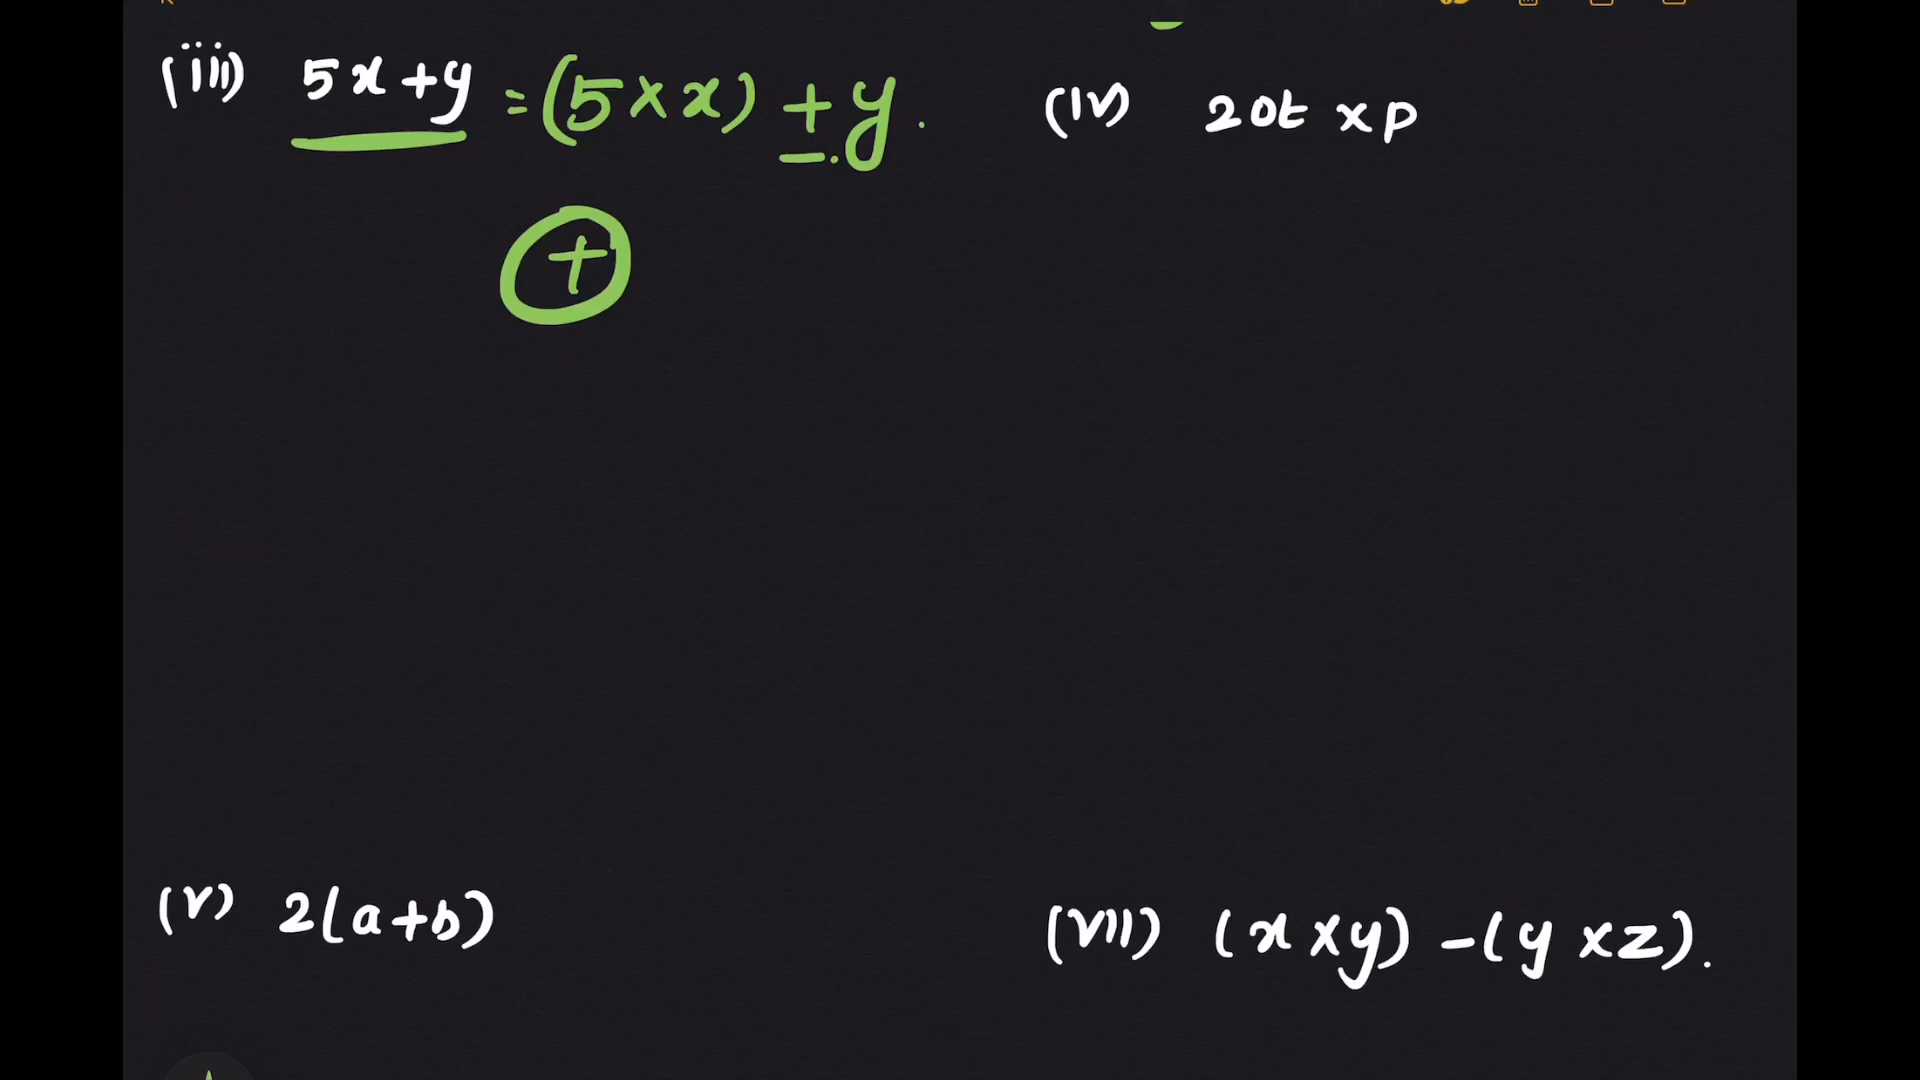 (iii) 5x+y = (5 × x) + y. (iv) 20t × p
+
(v) 2(a+b) (vii) (x × y) - (y × z).